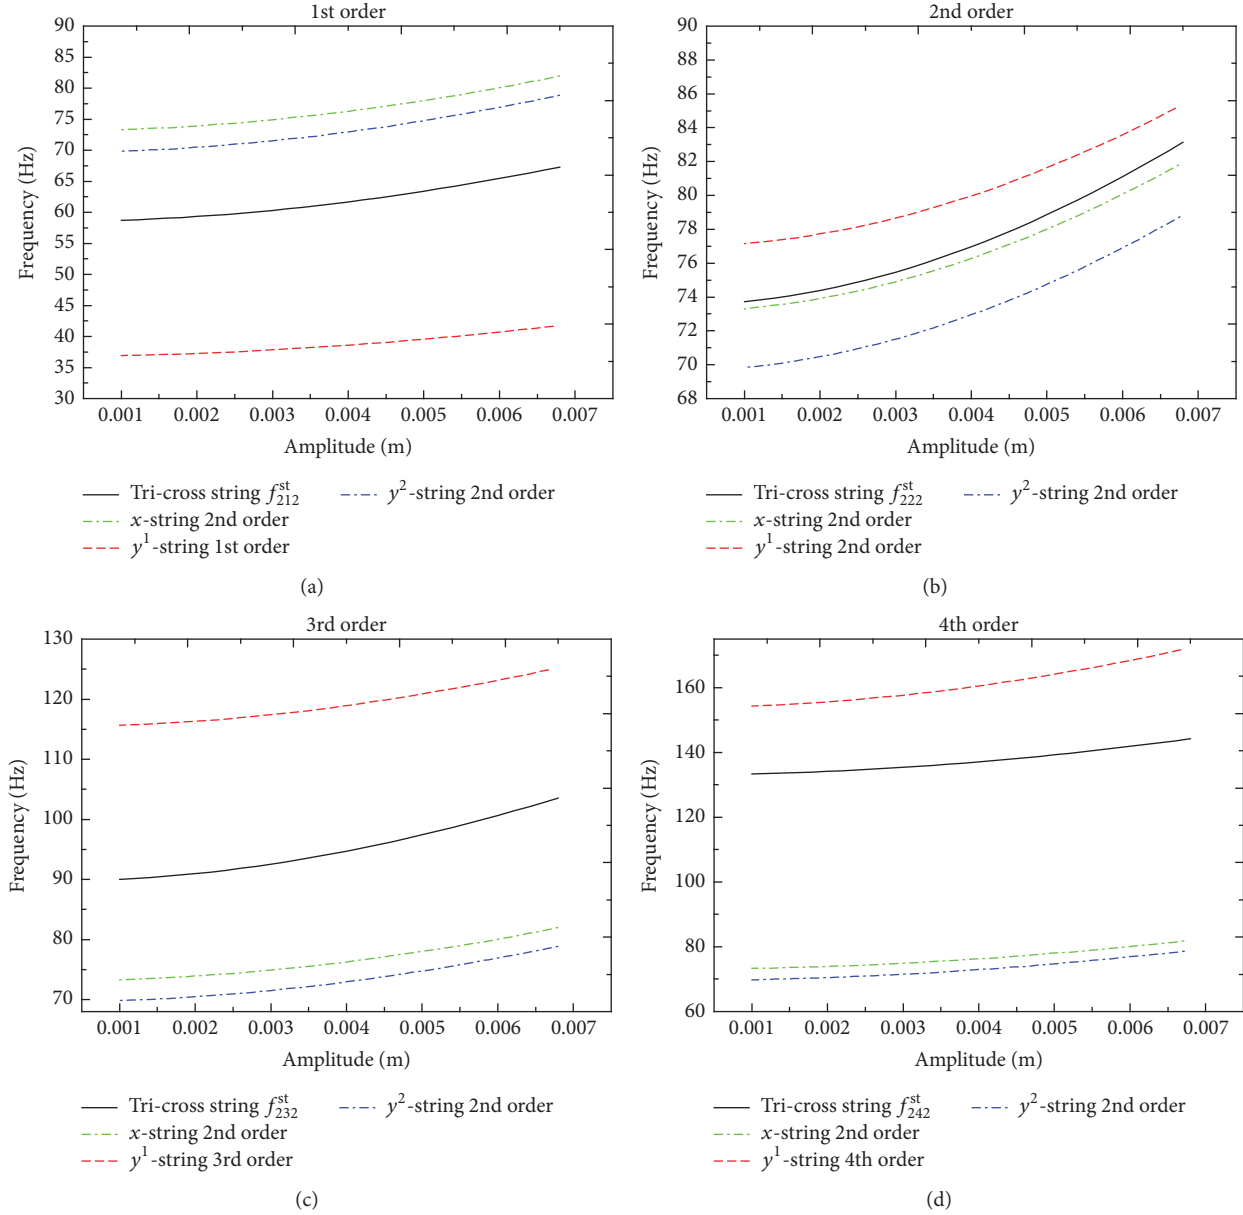 1st order
90
85
80
75
70
65
60
55
50
45
40
35
30
Frequency (Hz)
0.001 0.002 0.003 0.004 0.005 0.006 0.007
Amplitude (m)
Tri-cross string f^st_212
x-string 2nd order
y^1-string 1st order
y^2-string 2nd order
(a)
2nd order
90
88
86
84
82
80
78
76
74
72
70
68
Frequency (Hz)
0.001 0.002 0.003 0.004 0.005 0.006 0.007
Amplitude (m)
Tri-cross string f^st_222
x-string 2nd order
y^1-string 2nd order
y^2-string 2nd order
(b)
3rd order
130
120
110
100
90
80
70
Frequency (Hz)
0.001 0.002 0.003 0.004 0.005 0.006 0.007
Amplitude (m)
Tri-cross string f^st_232
x-string 2nd order
y^1-string 3rd order
y^2-string 2nd order
(c)
4th order
160
140
120
100
80
60
Frequency (Hz)
0.001 0.002 0.003 0.004 0.005 0.006 0.007
Amplitude (m)
Tri-cross string f^st_242
x-string 2nd order
y^1-string 4th order
y^2-string 2nd order
(d)